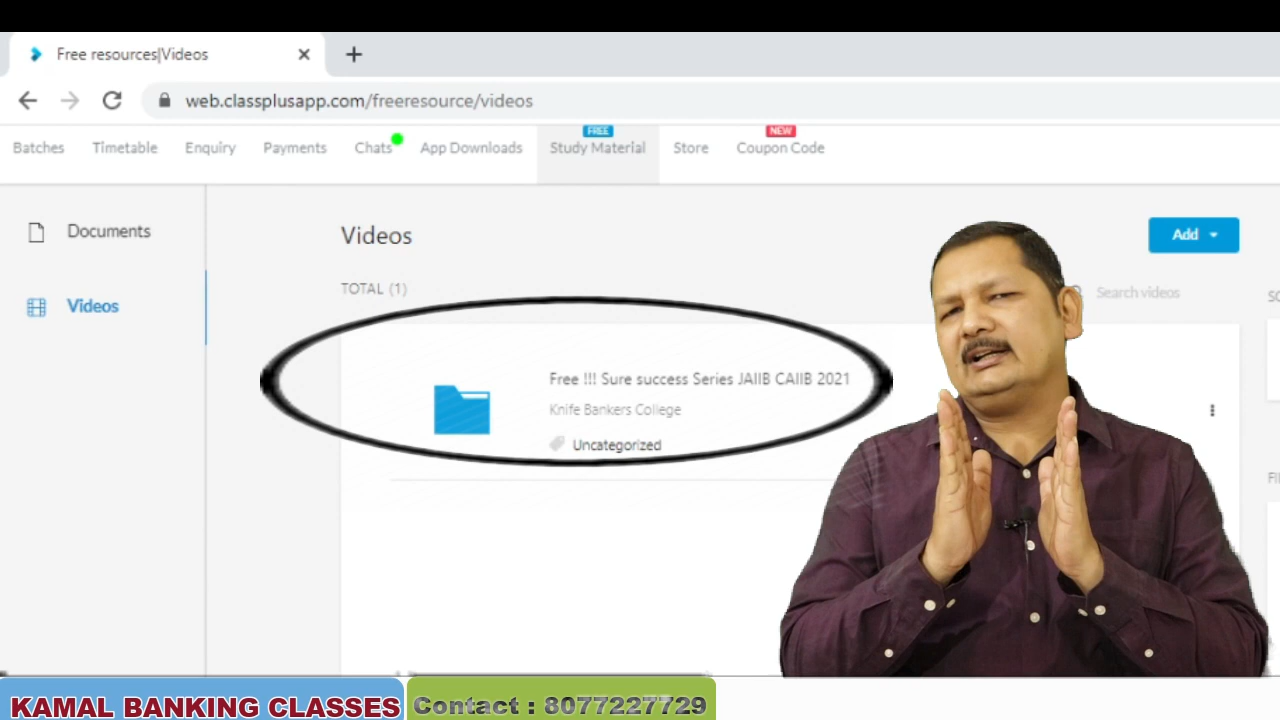 Free resources|Videos
web.classplusapp.com/freeresource/videos
FREE NEW
Batches Timetable Enquiry Payments Chats App Downloads Study Material Store Coupon Code
Documents
Videos
Videos
Add
TOTAL (1)
Search videos
Free !!! Sure success Series JAIIB CAIIB 2021
Knife Bankers College
Uncategorized
KAMAL BANKING CLASSES Contact : 8077227729